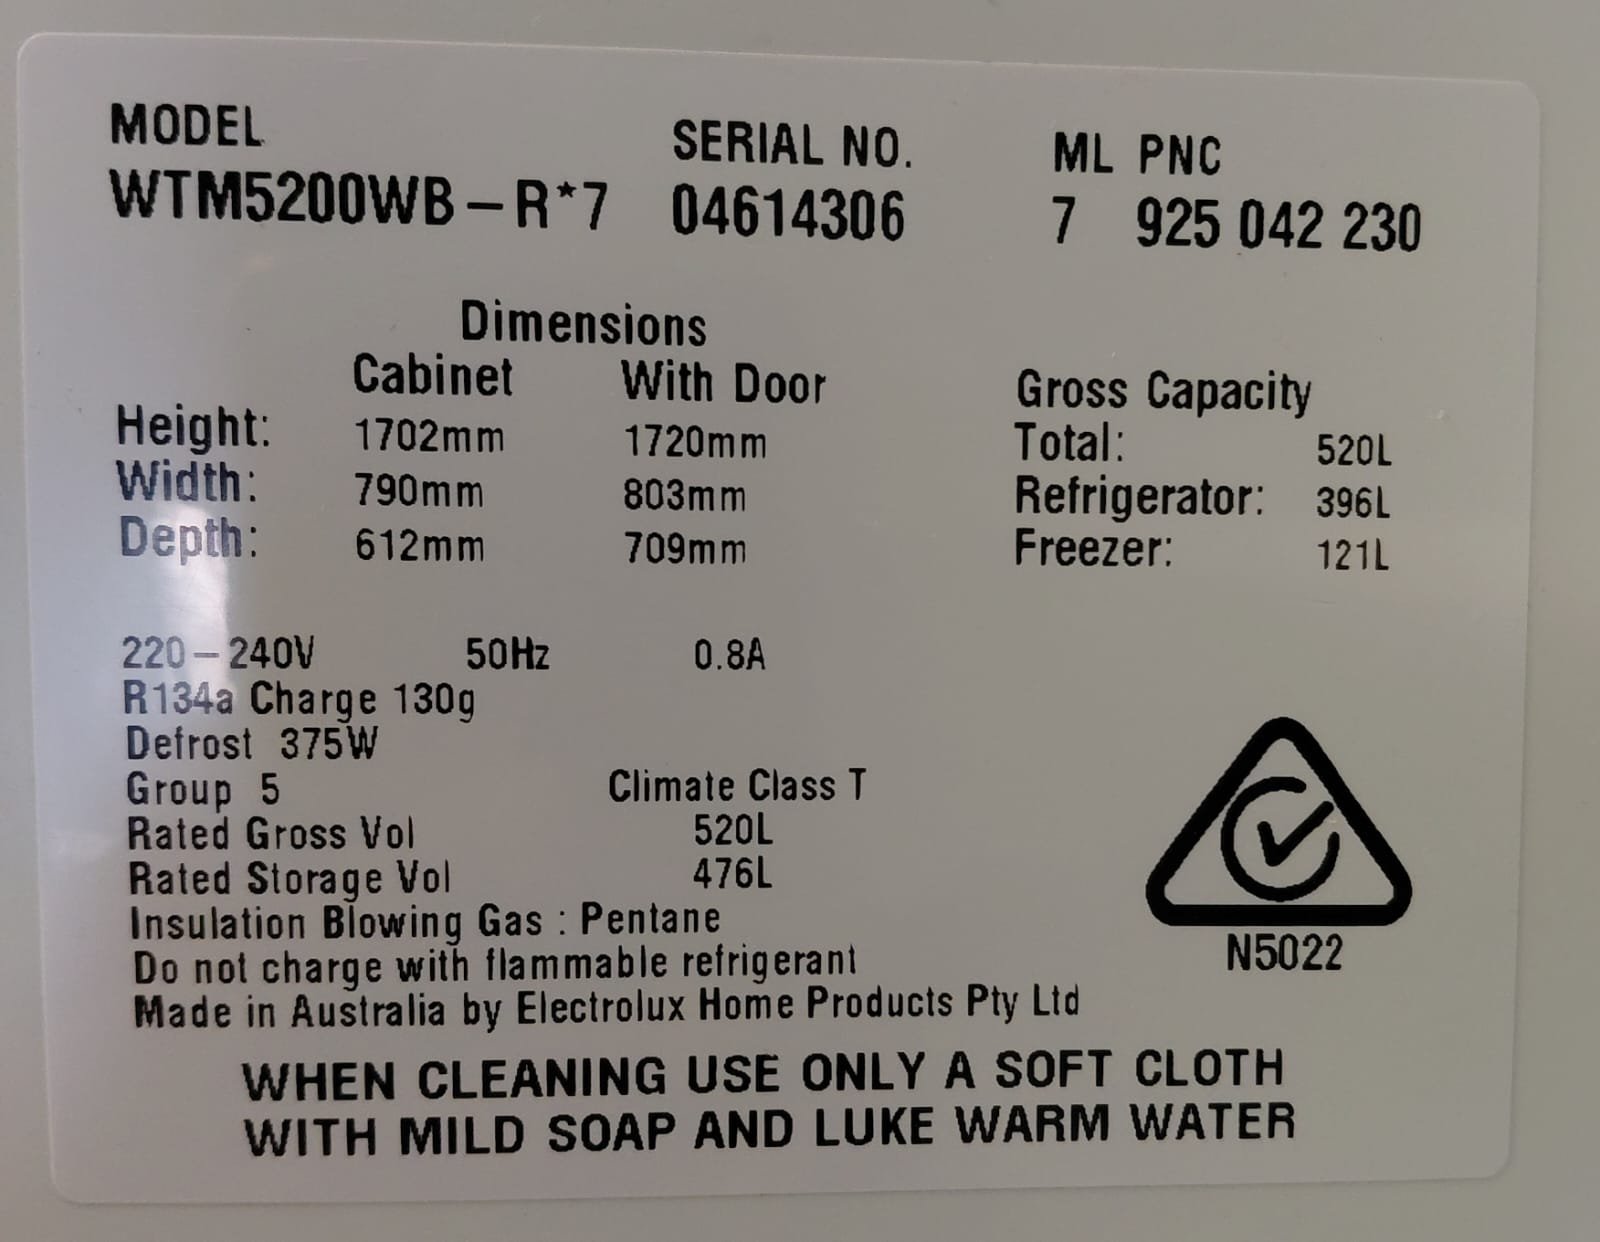 MODEL SERIAL NO. ML PNC
WTM5200WB-R*7 04614306 7 925 042 230
Dimensions
Cabinet With Door Gross Capacity
Height: 1702mm 1720mm Total: 520L
Width: 790mm 803mm Refrigerator: 396L
Depth: 612mm 709mm Freezer: 121L
220-240V 50Hz 0.8A
R134a Charge 130g
Defrost 375W
Group 5 Climate Class T
Rated Gross Vol 520L
Rated Storage Vol 476L
Insulation Blowing Gas : Pentane
Do not charge with flammable refrigerant
N5022
Made in Australia by Electrolux Home Products Pty Ltd
WHEN CLEANING USE ONLY A SOFT CLOTH
WITH MILD SOAP AND LUKE WARM WATER